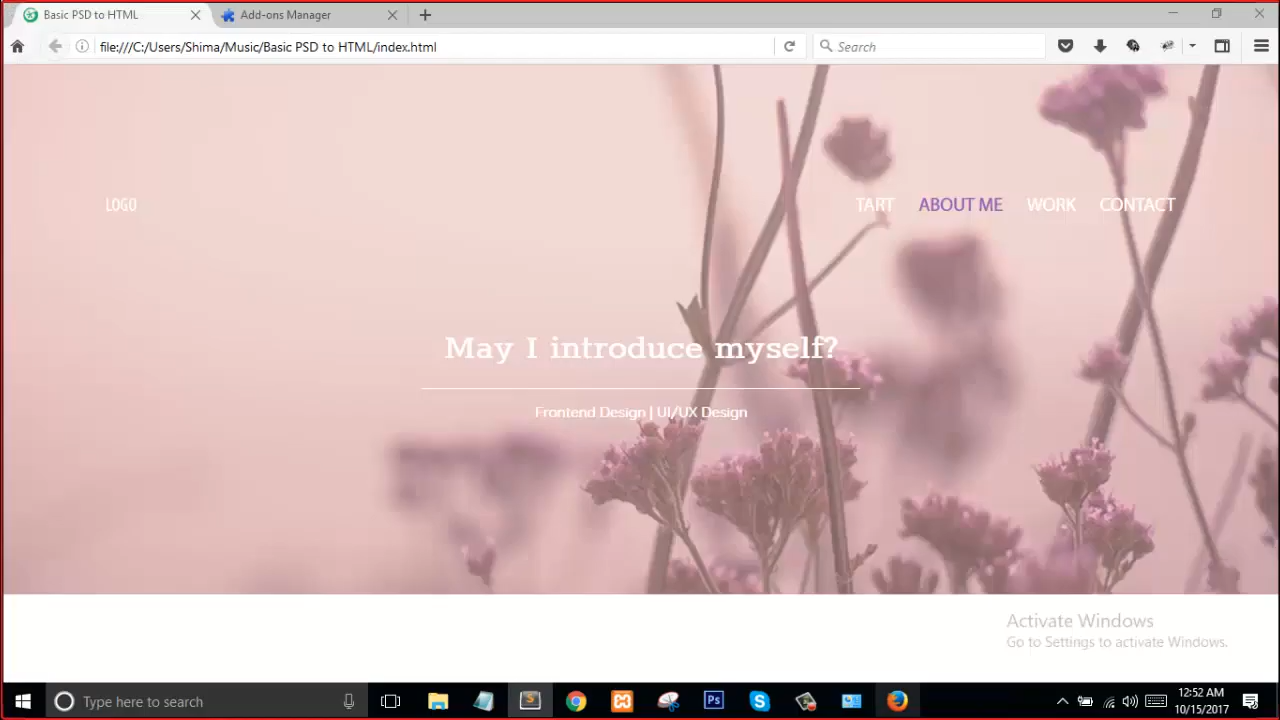 Basic PSD to HTML
Add-ons Manager
file:///C:/Users/Shima/Music/Basic PSD to HTML/index.html
Search
LOGO
TART ABOUT ME WORK CONTACT
May I introduce myself?
Frontend Design | UI/UX Design
Activate Windows
Go to Settings to activate Windows.
Type here to search
Ps
12:52 AM
10/15/2017